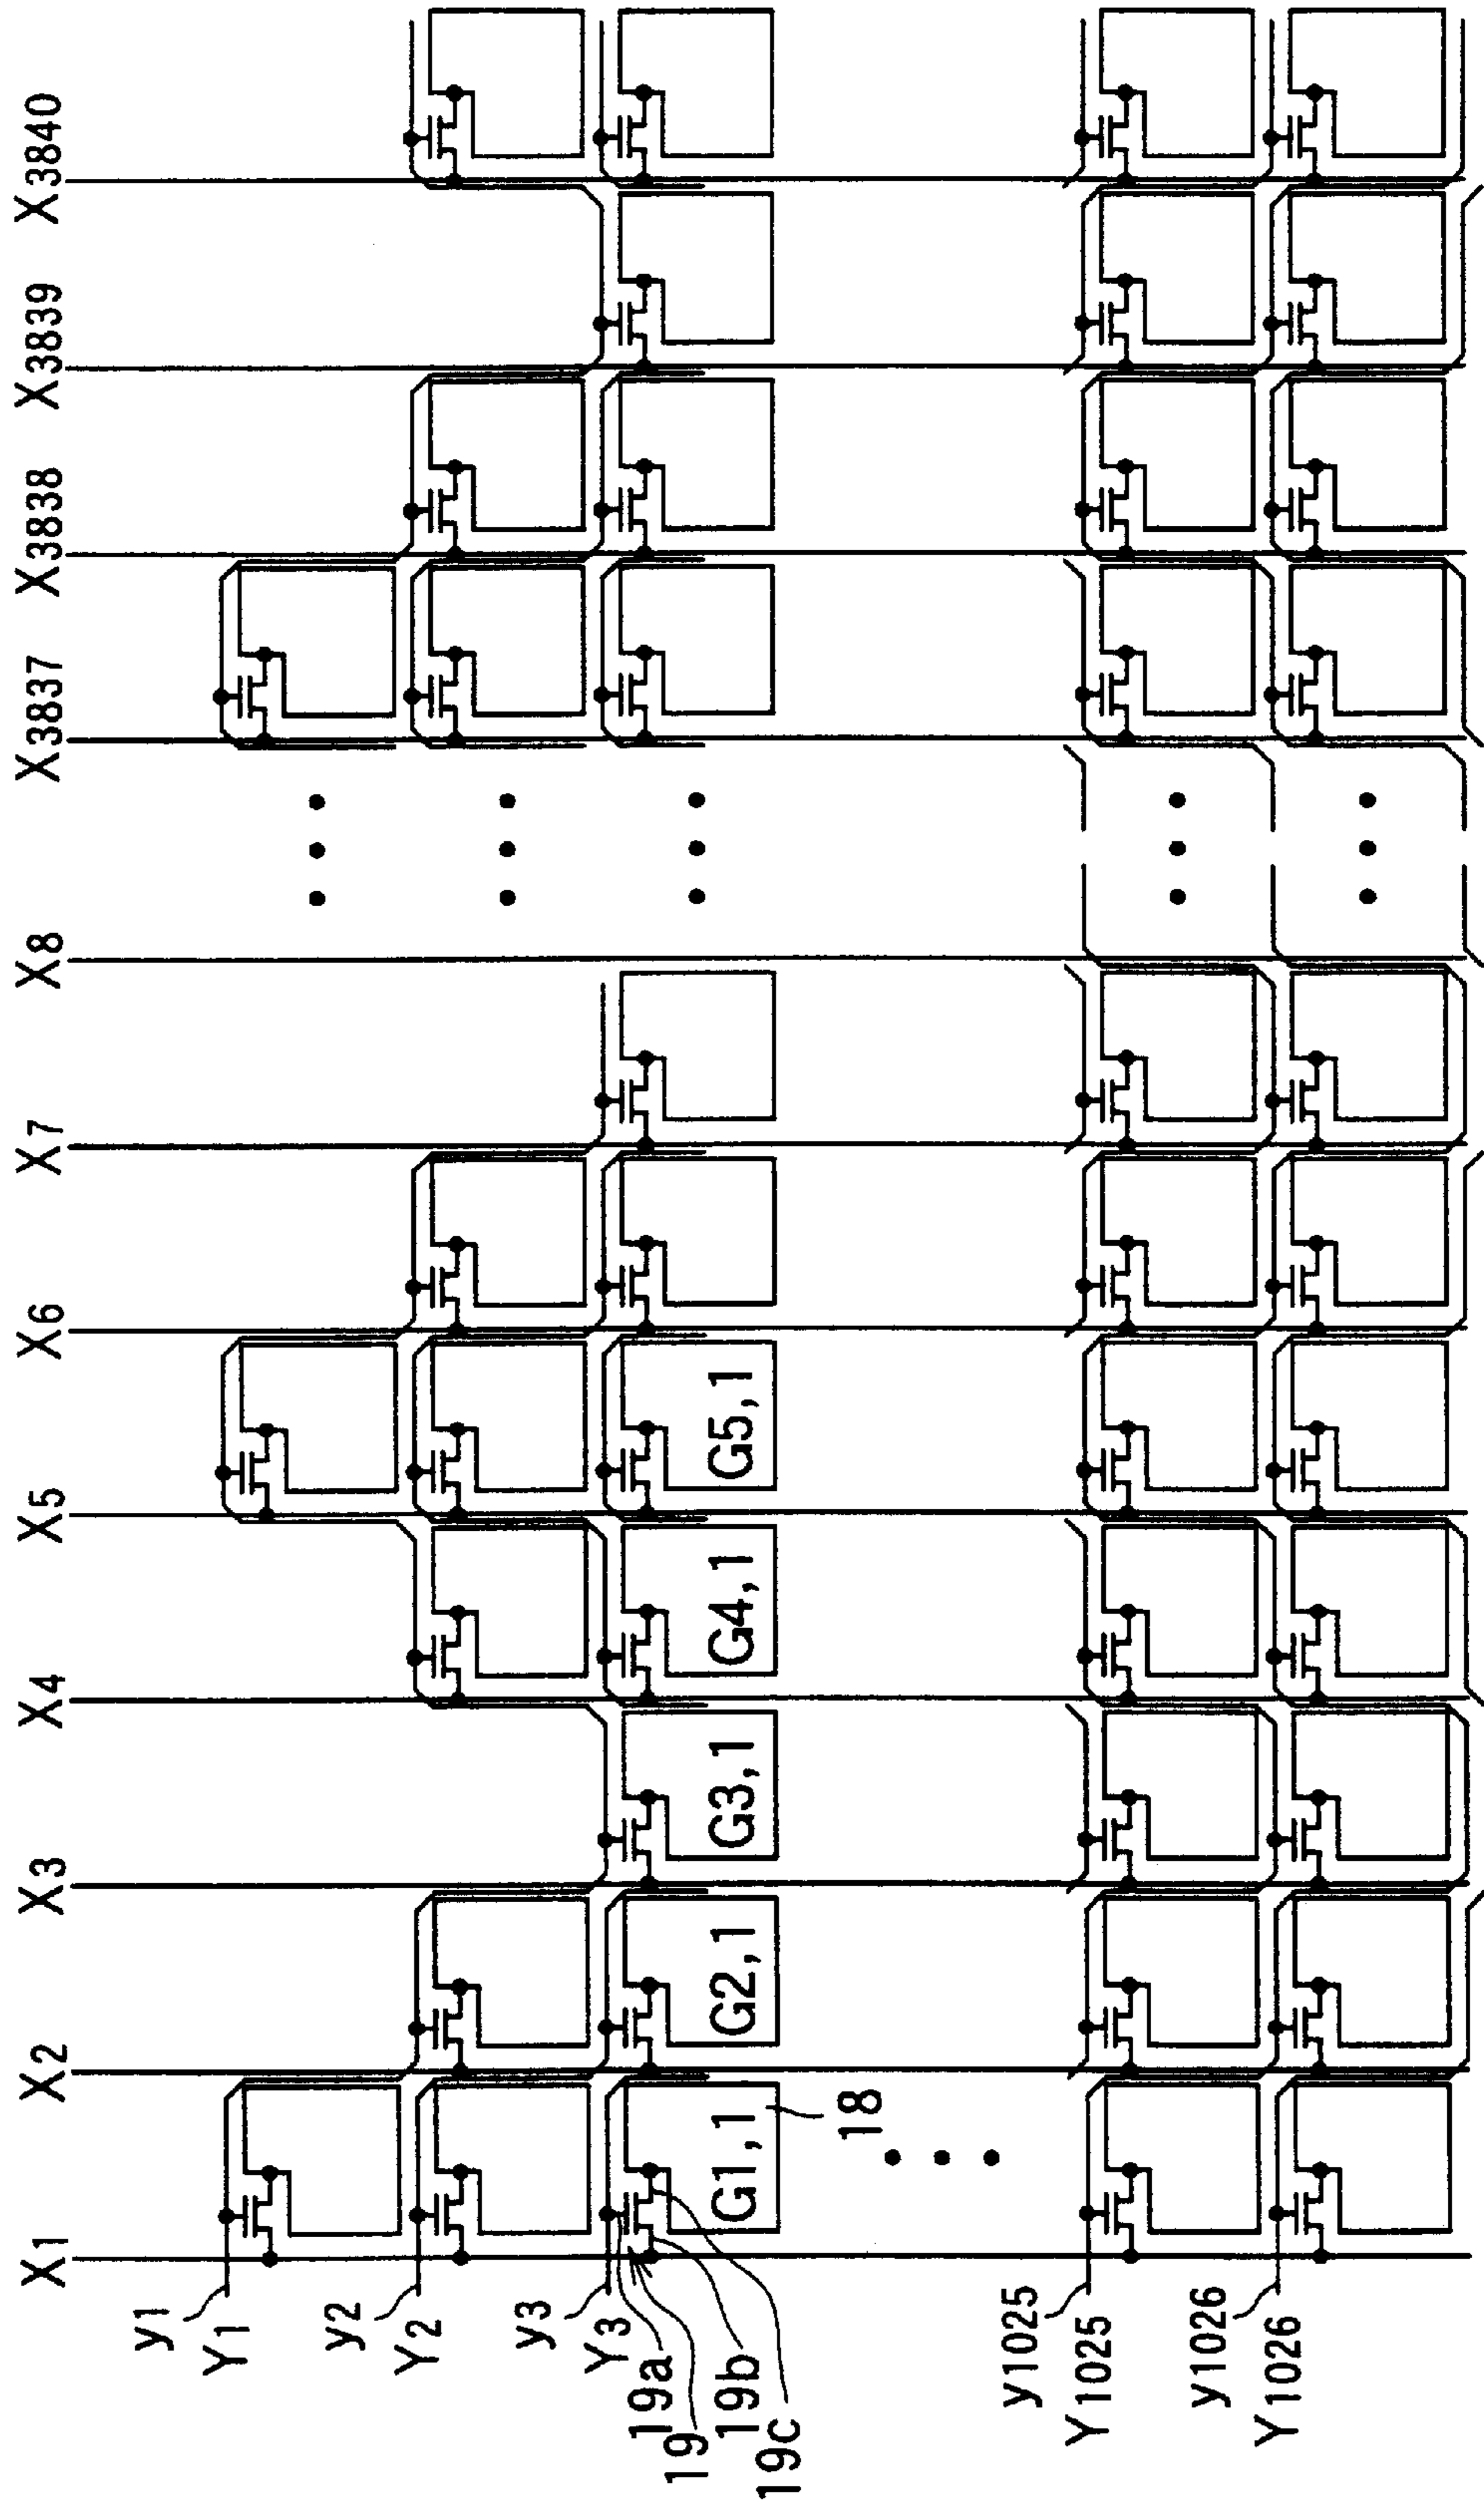 X1 X2 X3 X4 X5 X6 X7 X8 X3837 X3838 X3839 X3840
y1
Y1
y2
Y2
y3
Y3
G1,1 G2,1 G3,1 G4,1 G5,1
19a
19
19b
19c
18
y1025
Y1025
y1026
Y1026